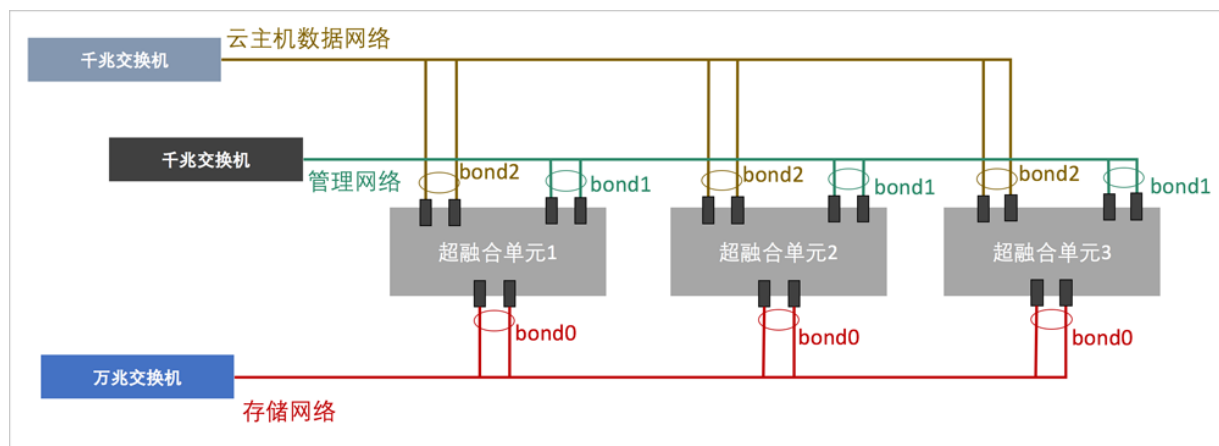 云主机数据网络
千兆交换机
千兆交换机
管理网络
bond2
bond1
bond2
bond1
bond2
bond1
超融合单元1
超融合单元2
超融合单元3
bond0
bond0
bond0
万兆交换机
存储网络